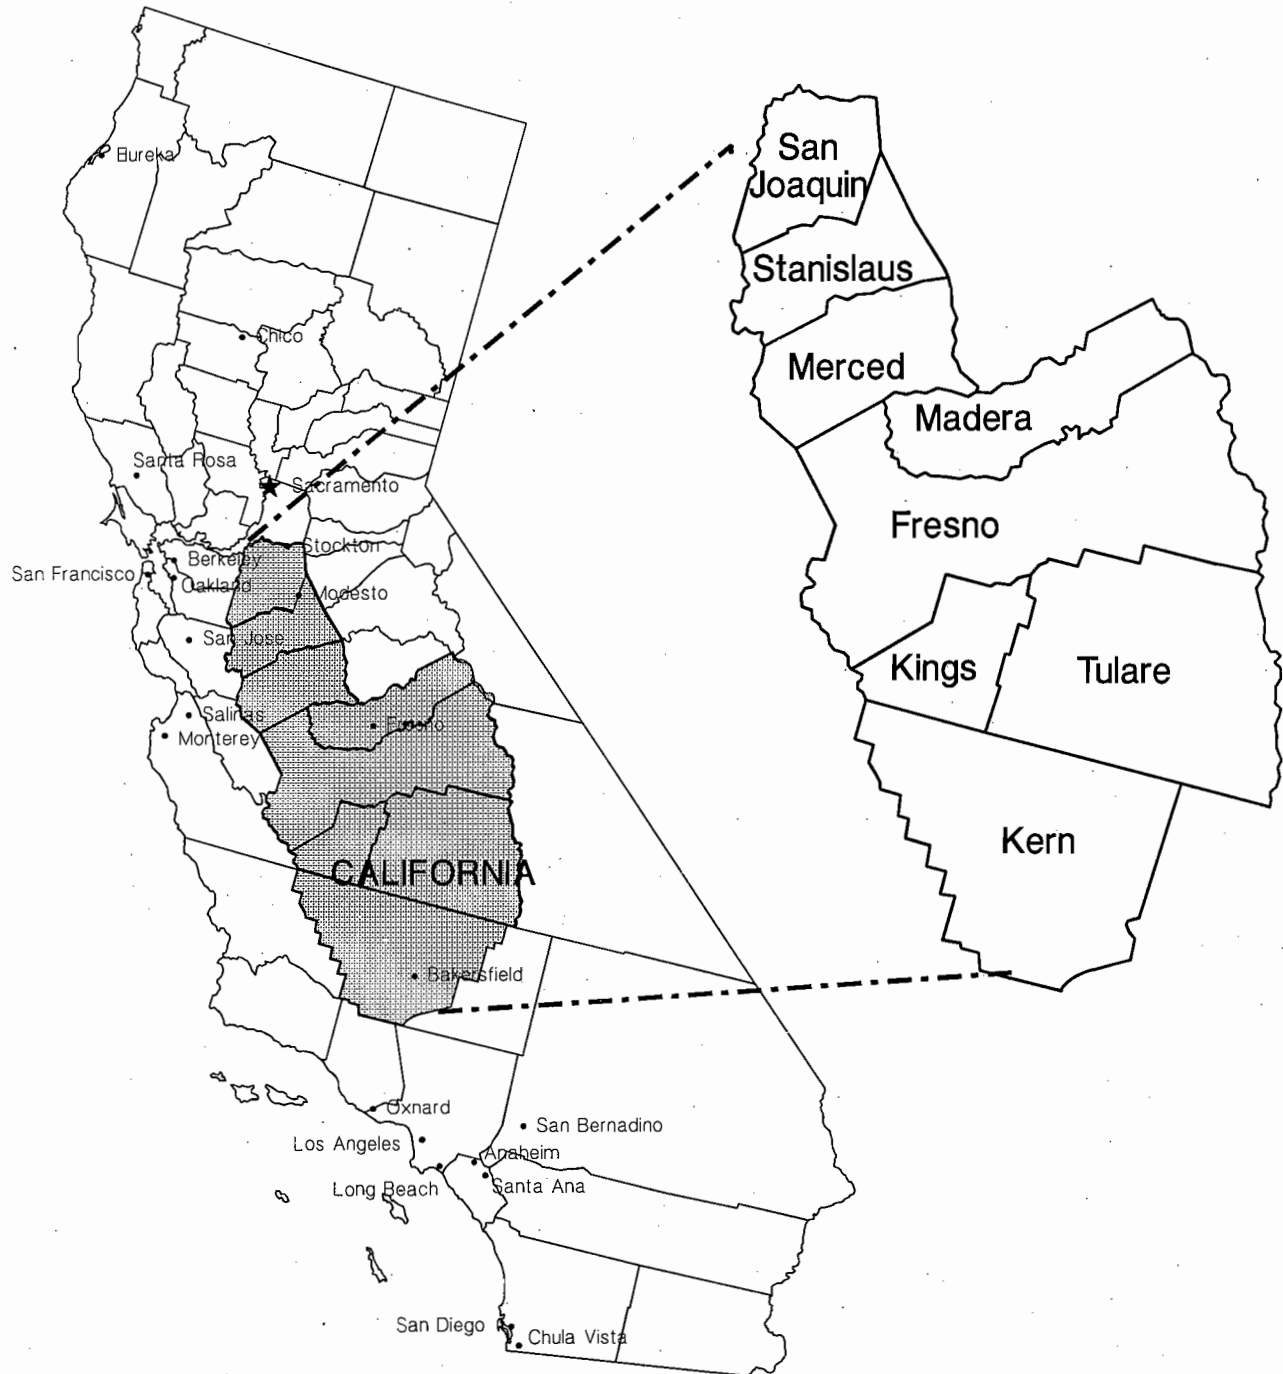 Eureka
Chico
Santa Rosa
Sacramento
Stockton
Berkeley
San Francisco
Oakland
Modesto
San Jose
Salinas
Monterey
Fresno
CALIFORNIA
Bakersfield
Oxnard
Los Angeles
San Bernadino
Anaheim
Long Beach
Santa Ana
San Diego
Chula Vista
San
Joaquin
Stanislaus
Merced
Madera
Fresno
Kings
Tulare
Kern